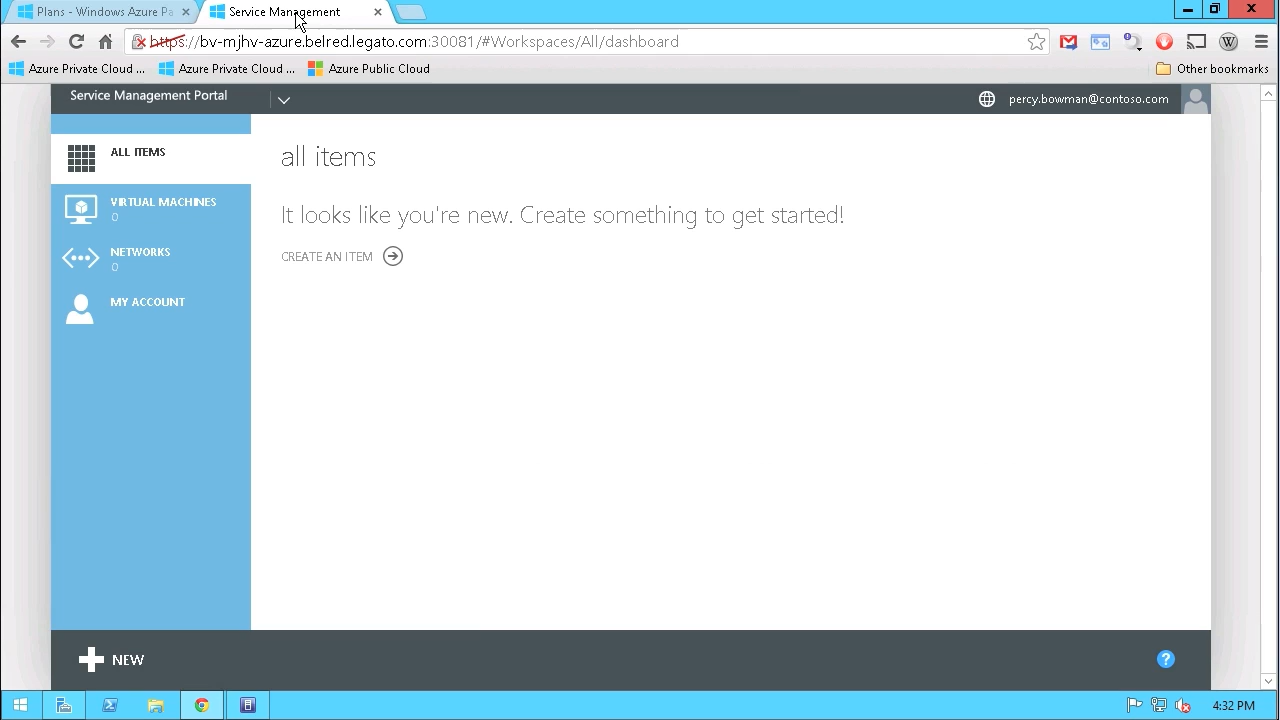 Plans - Windows Azure Pa
Service Management
https://bv-mjhv-azure.belred.legato.com:30081/#Workspaces/All/dashboard
Azure Private Cloud ...
Azure Private Cloud ...
Azure Public Cloud
Other bookmarks
Service Management Portal
percy.bowman@contoso.com
ALL ITEMS
VIRTUAL MACHINES
0
NETWORKS
0
MY ACCOUNT
all items
It looks like you're new. Create something to get started!
CREATE AN ITEM
NEW
?
4:32 PM